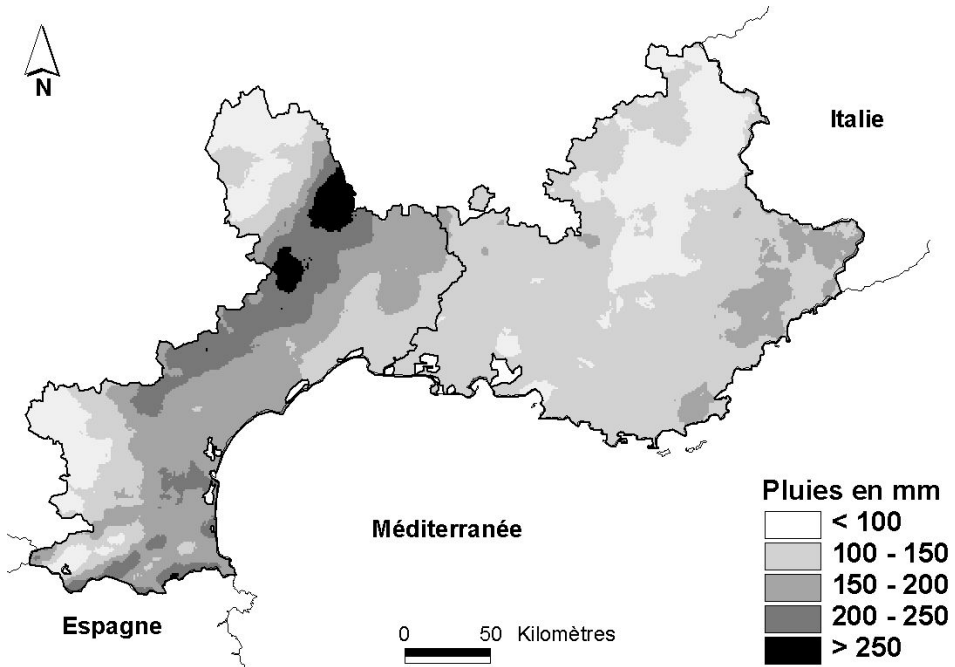 N
Italie
Méditerranée
Espagne
0 50 Kilomètres
Pluies en mm
< 100
100 - 150
150 - 200
200 - 250
> 250